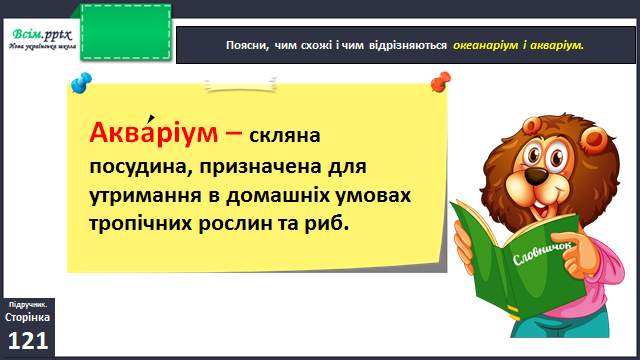 Всім.pptx
Нова українська школа
Поясни, чим схожі і чим відрізняються океанаріум і акваріум.
Аква́ріум – скляна
посудина, призначена для
утримання в домашніх умовах
тропічних рослин та риб.
Словничок
Підручник.
Сторінка
121